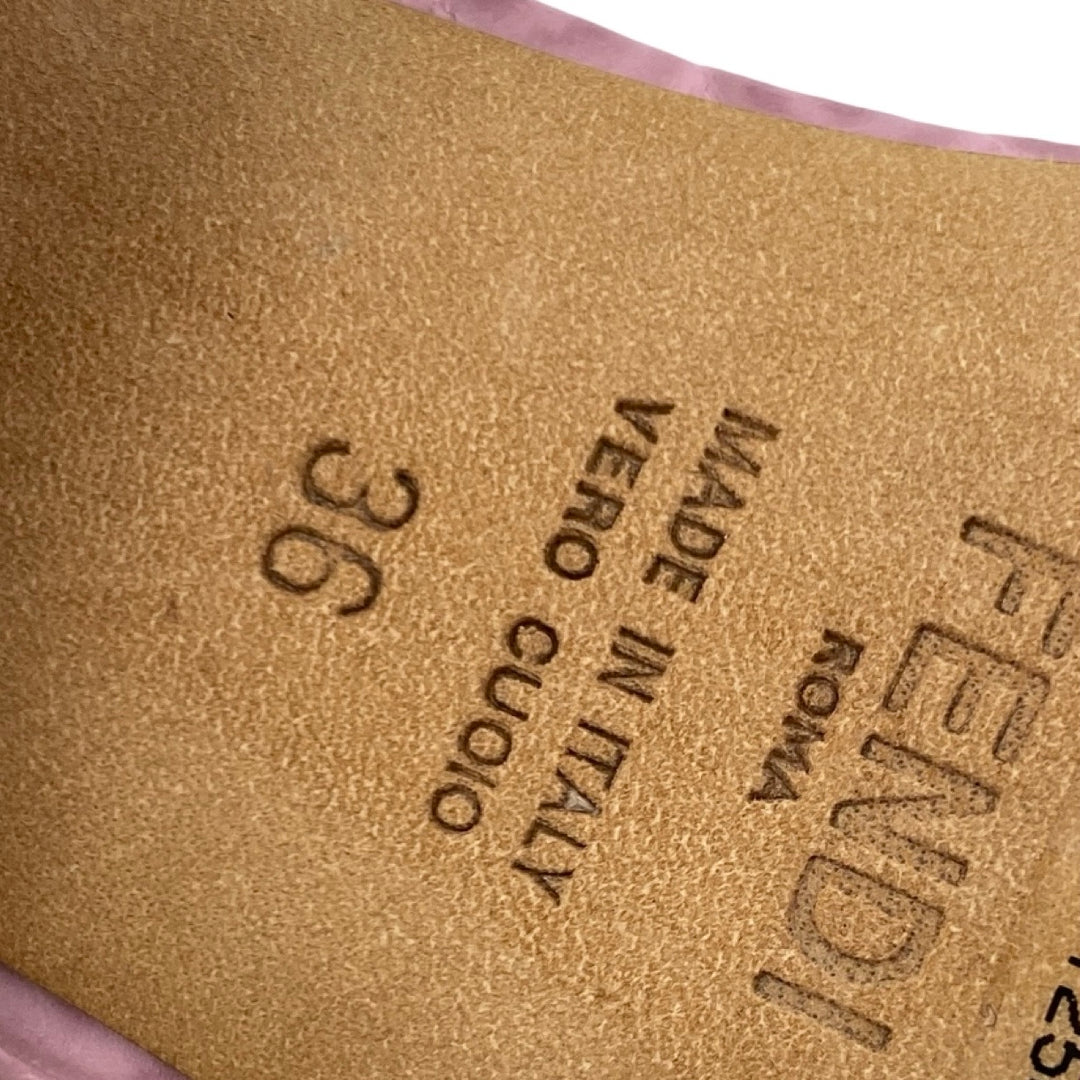 FENDI
ROMA
MADE IN ITALY
VERO CUOIO
36